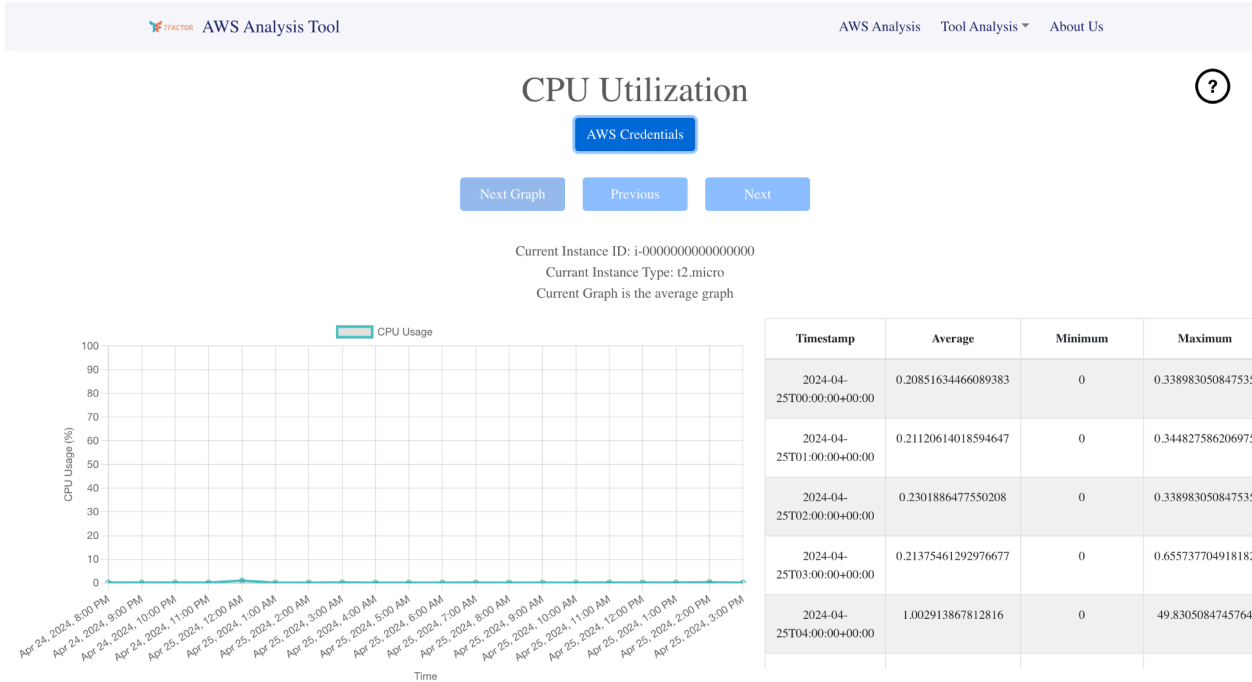 7FACTOR AWS Analysis Tool
AWS Analysis Tool Analysis About Us
CPU Utilization
?
AWS Credentials
Next Graph Previous Next
Current Instance ID: i-0000000000000000
Currant Instance Type: t2.micro
Current Graph is the average graph
CPU Usage
100
90
80
70
60
50
40
30
20
10
0
CPU Usage (%)
Apr 24, 2024, 8:00 PM
Apr 24, 2024, 9:00 PM
Apr 24, 2024, 10:00 PM
Apr 24, 2024, 11:00 PM
Apr 25, 2024, 12:00 AM
Apr 25, 2024, 1:00 AM
Apr 25, 2024, 2:00 AM
Apr 25, 2024, 3:00 AM
Apr 25, 2024, 4:00 AM
Apr 25, 2024, 5:00 AM
Apr 25, 2024, 6:00 AM
Apr 25, 2024, 7:00 AM
Apr 25, 2024, 8:00 AM
Apr 25, 2024, 9:00 AM
Apr 25, 2024, 10:00 AM
Apr 25, 2024, 11:00 AM
Apr 25, 2024, 12:00 PM
Apr 25, 2024, 1:00 PM
Apr 25, 2024, 2:00 PM
Apr 25, 2024, 3:00 PM
Time
Timestamp Average Minimum Maximum
2024-04- 0.20851634466089383 0 0.338983050847535
25T00:00:00+00:00
2024-04- 0.21120614018594647 0 0.344827586206975
25T01:00:00+00:00
2024-04- 0.2301886477550208 0 0.338983050847535
25T02:00:00+00:00
2024-04- 0.21375461292976677 0 0.655737704918182
25T03:00:00+00:00
2024-04- 1.002913867812816 0 49.8305084745764
25T04:00:00+00:00